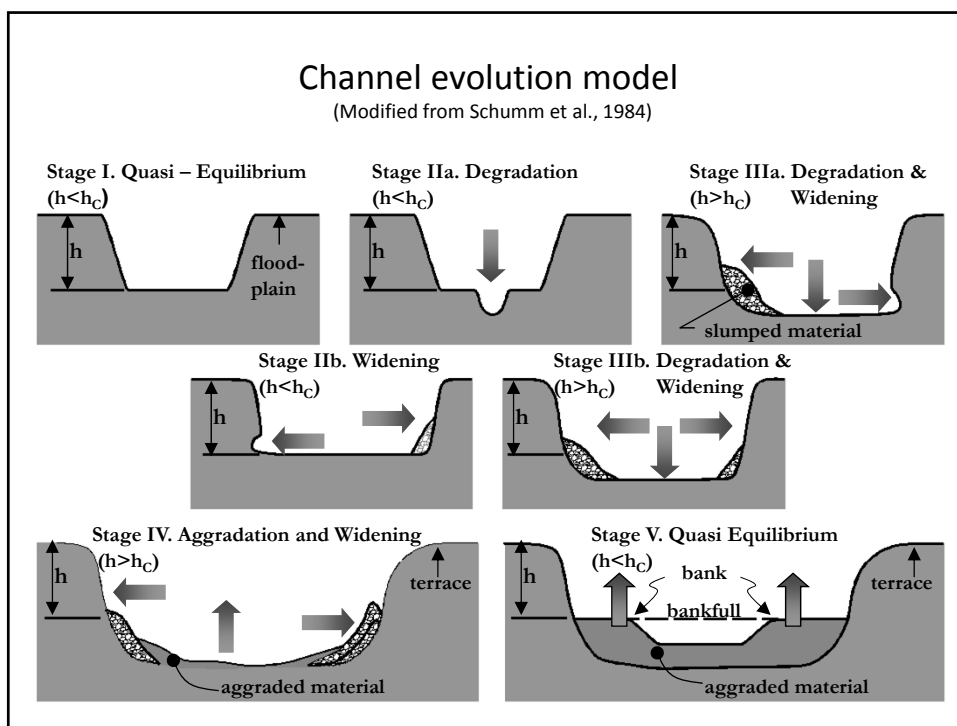 Channel evolution model
(Modified from Schumm et al., 1984)
Stage I. Quasi – Equilibrium
(h<hC)
h
flood-
plain
Stage IIa. Degradation
(h<hC)
h
Stage IIIa. Degradation &
(h>hC) Widening
h
slumped material
Stage IIb. Widening
(h<hC)
h
Stage IIIb. Degradation &
(h>hC) Widening
h
Stage IV. Aggradation and Widening
(h>hC)
h
terrace
aggraded material
Stage V. Quasi Equilibrium
(h<hC)
h
bank
bankfull
terrace
aggraded material